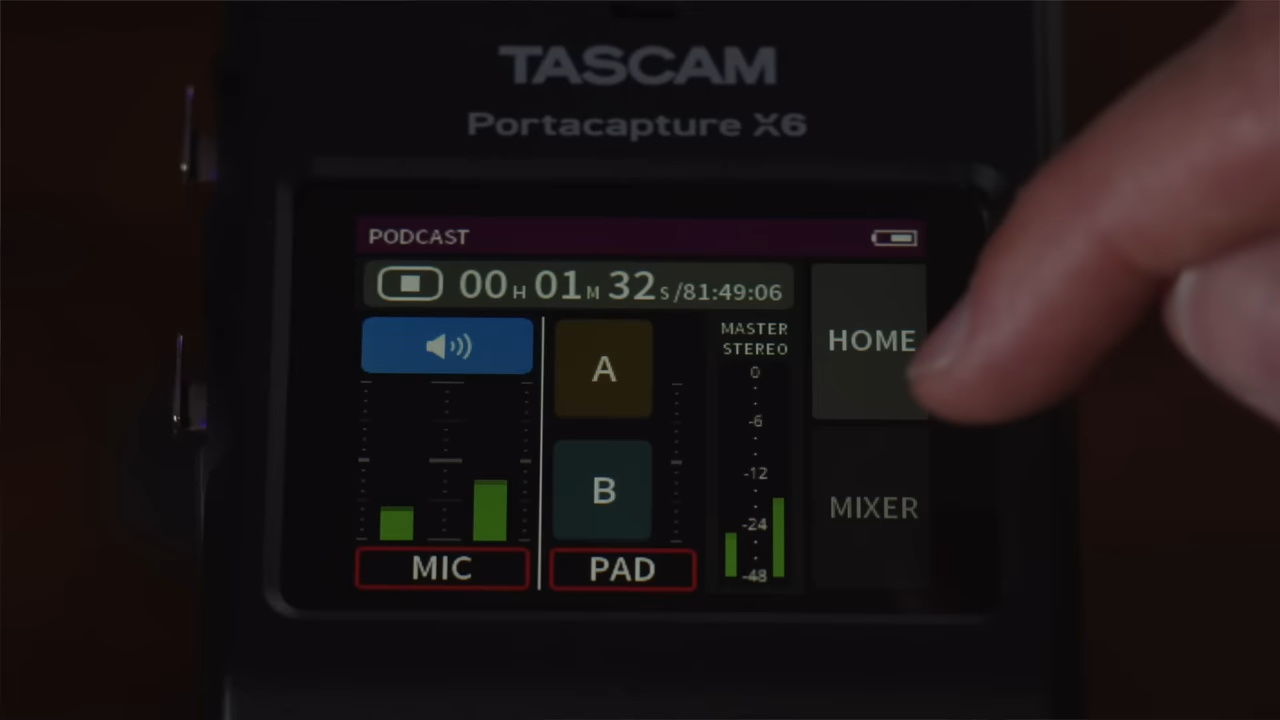 TASCAM
Portacapture X6
PODCAST
00H 01M 32S/81:49:06
HOME
MASTER
STEREO
A
0
-6
-12
B
MIXER
-24
-48
MIC
PAD